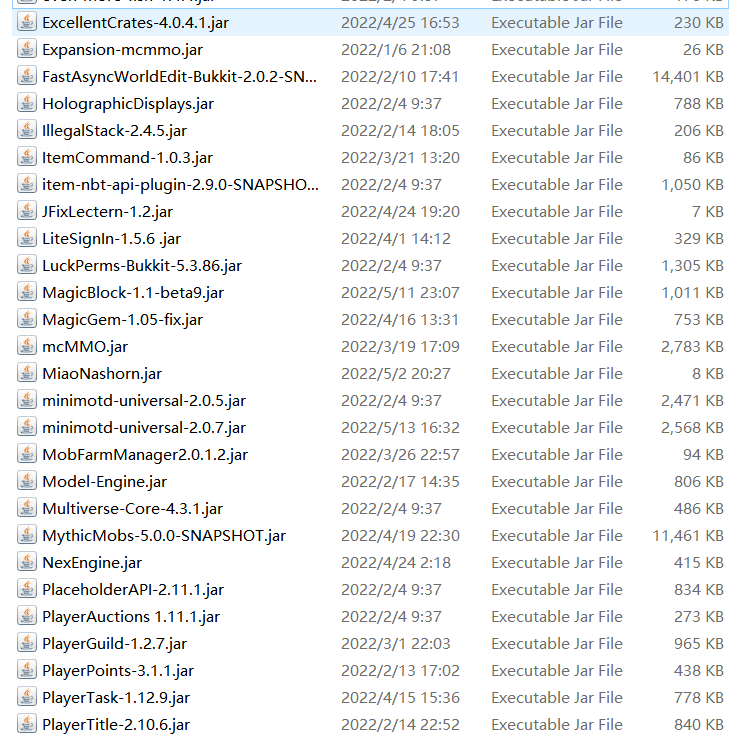 ExcellentCrates-4.0.4.1.jar 2022/4/25 16:53 Executable Jar File 230 KB
Expansion-mcmmo.jar 2022/1/6 21:08 Executable Jar File 26 KB
FastAsyncWorldEdit-Bukkit-2.0.2-SN... 2022/2/10 17:41 Executable Jar File 14,401 KB
HolographicDisplays.jar 2022/2/4 9:37 Executable Jar File 788 KB
IllegalStack-2.4.5.jar 2022/2/14 18:05 Executable Jar File 206 KB
ItemCommand-1.0.3.jar 2022/3/21 13:20 Executable Jar File 86 KB
item-nbt-api-plugin-2.9.0-SNAPSHO... 2022/2/4 9:37 Executable Jar File 1,050 KB
JFixLectern-1.2.jar 2022/4/24 19:20 Executable Jar File 7 KB
LiteSignIn-1.5.6 .jar 2022/4/1 14:12 Executable Jar File 329 KB
LuckPerms-Bukkit-5.3.86.jar 2022/2/4 9:37 Executable Jar File 1,305 KB
MagicBlock-1.1-beta9.jar 2022/5/11 23:07 Executable Jar File 1,011 KB
MagicGem-1.05-fix.jar 2022/4/16 13:31 Executable Jar File 753 KB
mcMMO.jar 2022/3/19 17:09 Executable Jar File 2,783 KB
MiaoNashorn.jar 2022/5/2 20:27 Executable Jar File 8 KB
minimotd-universal-2.0.5.jar 2022/2/4 9:37 Executable Jar File 2,471 KB
minimotd-universal-2.0.7.jar 2022/5/13 16:32 Executable Jar File 2,568 KB
MobFarmManager2.0.1.2.jar 2022/3/26 22:57 Executable Jar File 94 KB
Model-Engine.jar 2022/2/17 14:35 Executable Jar File 806 KB
Multiverse-Core-4.3.1.jar 2022/2/4 9:37 Executable Jar File 486 KB
MythicMobs-5.0.0-SNAPSHOT.jar 2022/4/19 22:30 Executable Jar File 11,461 KB
NexEngine.jar 2022/4/24 2:18 Executable Jar File 415 KB
PlaceholderAPI-2.11.1.jar 2022/2/4 9:37 Executable Jar File 834 KB
PlayerAuctions 1.11.1.jar 2022/2/4 9:37 Executable Jar File 273 KB
PlayerGuild-1.2.7.jar 2022/3/1 22:03 Executable Jar File 965 KB
PlayerPoints-3.1.1.jar 2022/2/13 17:02 Executable Jar File 438 KB
PlayerTask-1.12.9.jar 2022/4/15 15:36 Executable Jar File 778 KB
PlayerTitle-2.10.6.jar 2022/2/14 22:52 Executable Jar File 840 KB